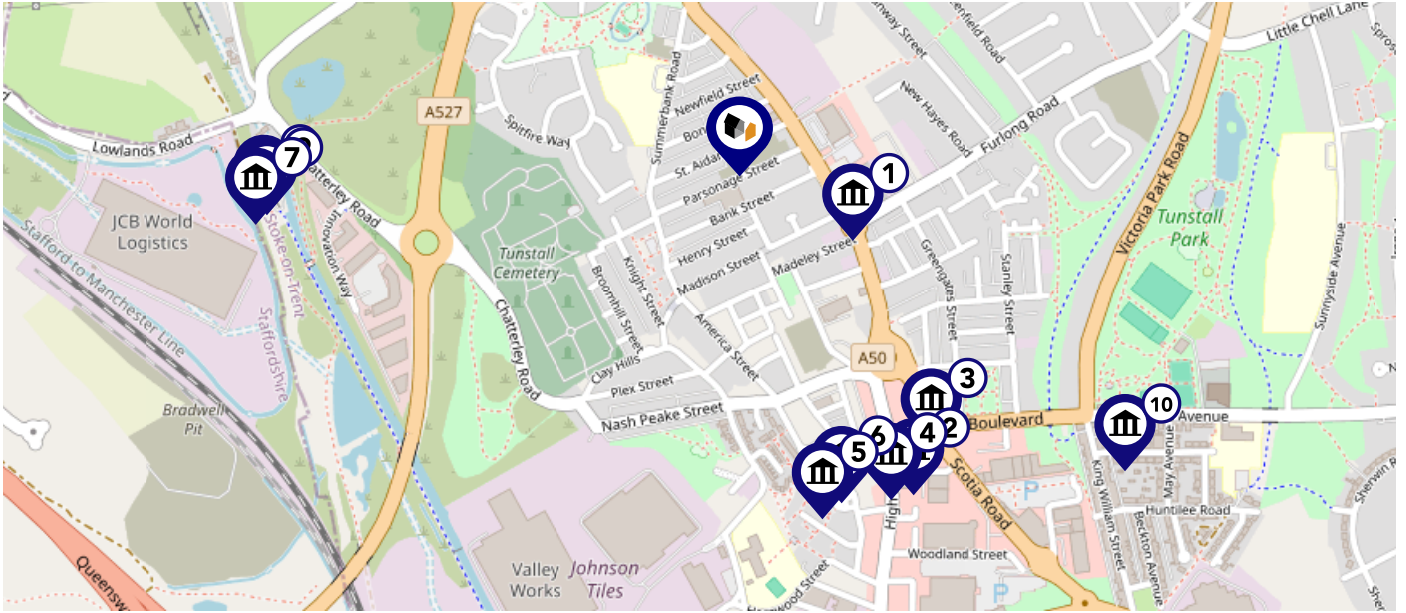 Little Chell Lane
A527
Newfield Street
New Hayes Road
Furlong Road
Spitfire Way
Summerbank Road
Lowlands Road
7
1
St. Aidan
Parsonage Street
Chatterley Road
Bank Street
Victoria Park Road
JCB World
Logistics
Innovation Way
Stoke-on-Trent
Staffordshire
Stafford to Manchester Line
Henry Street
Madison Street
Madeley Street
Tunstall
Park
Tunstall
Cemetery
Knight Street
Broomhill Street
Greengates Street
Stanley Street
Sunnyside Avenue
Chatterley Road
America Street
Clay Hills
A50
Plex Street
Nash Peake Street
3
10
Bradwell
Pit
Boulevard
Avenue
5
6
4
2
Scotia Road
High
P
King William Street
May Avenue
Huntilee Road
Beckton Avenue
Sherwin R
Woodland Street
Valley
Works
Johnson
Tiles
P
Queensw